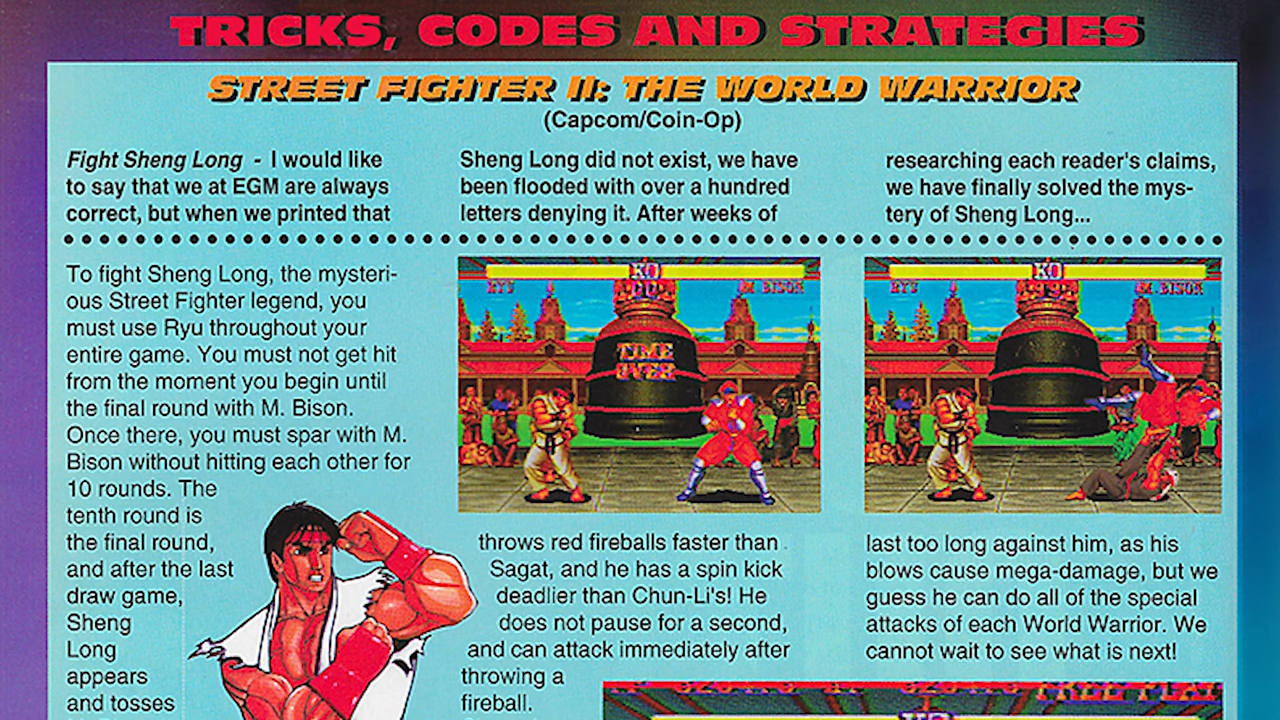 TRICKS, CODES AND STRATEGIES
STREET FIGHTER II: THE WORLD WARRIOR
(Capcom/Coin-Op)
Fight Sheng Long - I would like
to say that we at EGM are always
correct, but when we printed that
Sheng Long did not exist, we have
been flooded with over a hundred
letters denying it. After weeks of
researching each reader's claims,
we have finally solved the mys-
tery of Sheng Long...
To fight Sheng Long, the mysteri-
ous Street Fighter legend, you
must use Ryu throughout your
entire game. You must not get hit
from the moment you begin until
the final round with M. Bison.
Once there, you must spar with M.
Bison without hitting each other for
10 rounds. The
tenth round is
the final round,
and after the last
draw game,
Sheng
Long
appears
and tosses
KO
RYU
M. BISON
TIME
OVER
throws red fireballs faster than
Sagat, and he has a spin kick
deadlier than Chun-Li's! He
does not pause for a second,
and can attack immediately after
throwing a
fireball.
KO
RYU
M. BISON
last too long against him, as his
blows cause mega-damage, but we
guess he can do all of the special
attacks of each World Warrior. We
cannot wait to see what is next!
FREE PLAY